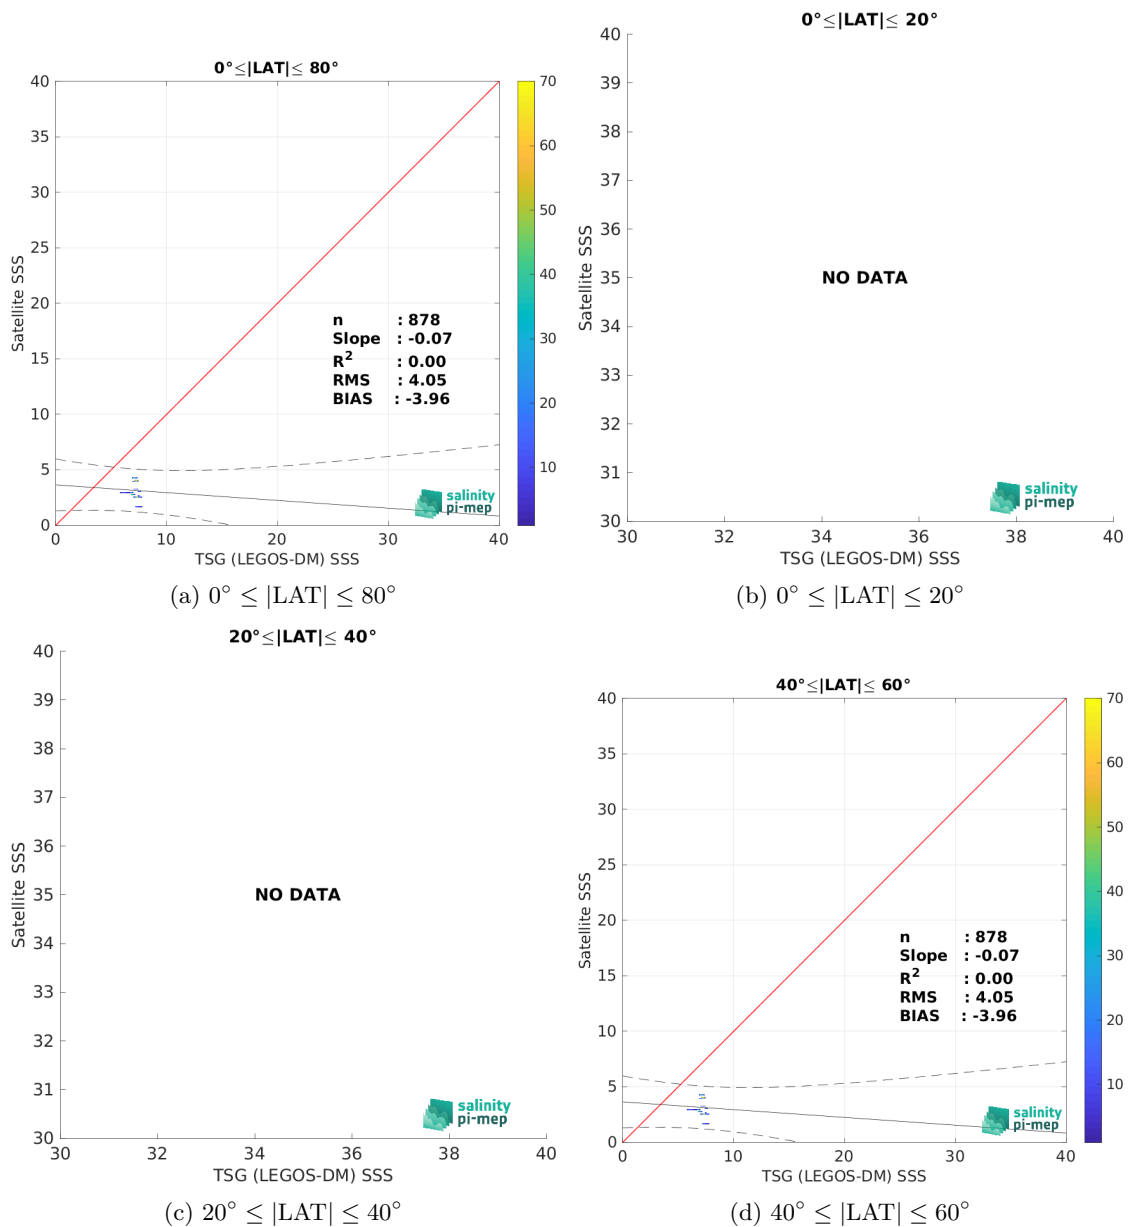 0°≤|LAT|≤ 80°
40
35
30
25
20
15
10
5
0
0
10
20
30
40
Satellite SSS
TSG (LEGOS-DM) SSS
n : 878
Slope : -0.07
R² : 0.00
RMS : 4.05
BIAS : -3.96
salinity
pi-mep
70
60
50
40
30
20
10
(a) 0° ≤ |LAT| ≤ 80°
0°≤|LAT|≤ 20°
40
39
38
37
36
35
34
33
32
31
30
30
32
34
36
38
40
Satellite SSS
TSG (LEGOS-DM) SSS
NO DATA
salinity
pi-mep
(b) 0° ≤ |LAT| ≤ 20°
20°≤|LAT|≤ 40°
40
39
38
37
36
35
34
33
32
31
30
30
32
34
36
38
40
Satellite SSS
TSG (LEGOS-DM) SSS
NO DATA
salinity
pi-mep
(c) 20° ≤ |LAT| ≤ 40°
40°≤|LAT|≤ 60°
40
35
30
25
20
15
10
5
0
0
10
20
30
40
Satellite SSS
TSG (LEGOS-DM) SSS
n : 878
Slope : -0.07
R² : 0.00
RMS : 4.05
BIAS : -3.96
salinity
pi-mep
70
60
50
40
30
20
10
(d) 40° ≤ |LAT| ≤ 60°